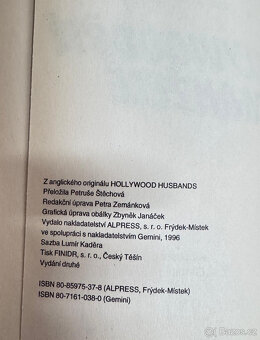 Z anglického originálu HOLLYWOOD HUSBANDS
Přeložila Petruše Štěchová
Redakční úprava Petra Zemánková
Grafická úprava obálky Zbyněk Janáček
Vydalo nakladatelství ALPRESS, s. r. o. Frýdek-Místek
ve spolupráci s nakladatelstvím Gemini, 1996
Sazba Lumír Kaděra
Tisk FINIDR, s. r. o., Český Těšín
Vydání druhé
ISBN 80-85975-37-8 (ALPRESS, Frýdek-Místek)
ISBN 80-7161-038-0 (Gemini)
Bazoš.cz